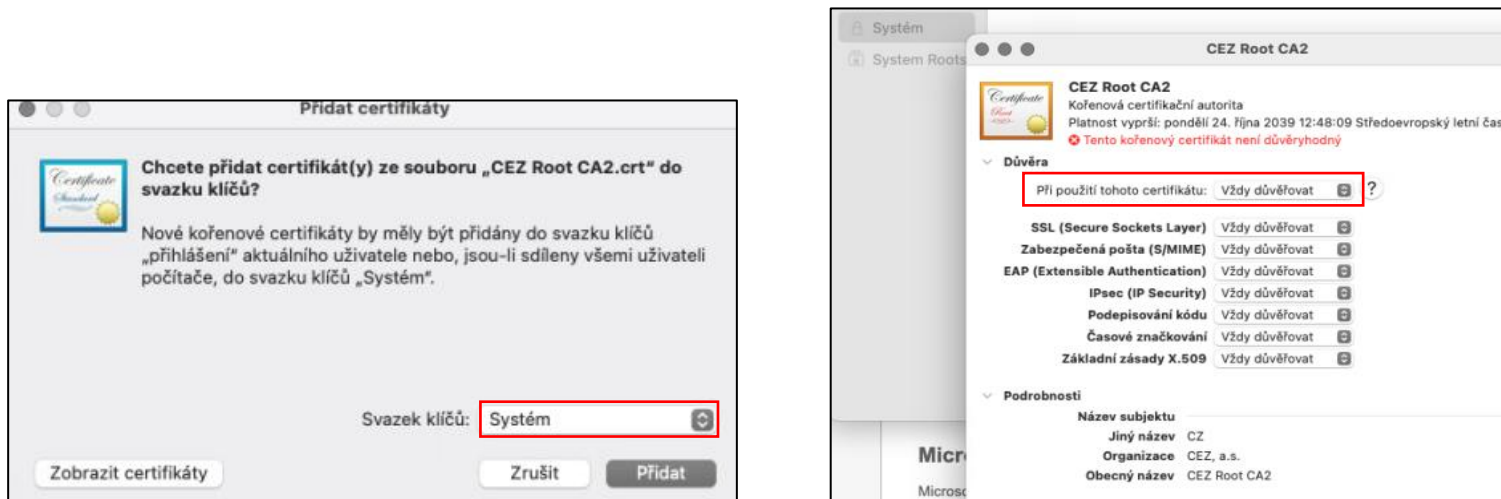 Přidat certifikáty
Certificate
Standard
Chcete přidat certifikát(y) ze souboru „CEZ Root CA2.crt" do
svazku klíčů?
Nové kořenové certifikáty by měly být přidány do svazku klíčů
„přihlášení" aktuálního uživatele nebo, jsou-li sdíleny všemi uživateli
počítače, do svazku klíčů „Systém".
Svazek klíčů: Systém
Zobrazit certifikáty Zrušit Přidat
Systém
System Roots
CEZ Root CA2
Certificate
Root
CEZ Root CA2
Kořenová certifikační autorita
Platnost vyprší: pondělí 24. října 2039 12:48:09 Středoevropský letní čas
Tento kořenový certifikát není důvěryhodný
Důvěra
Při použití tohoto certifikátu: Vždy důvěřovat ?
SSL (Secure Sockets Layer) Vždy důvěřovat
Zabezpečená pošta (S/MIME) Vždy důvěřovat
EAP (Extensible Authentication) Vždy důvěřovat
IPsec (IP Security) Vždy důvěřovat
Podepisování kódu Vždy důvěřovat
Časové značkování Vždy důvěřovat
Základní zásady X.509 Vždy důvěřovat
Podrobnosti
Název subjektu
Jiný název CZ
Organizace CEZ, a.s.
Obecný název CEZ Root CA2
Micr
Microso